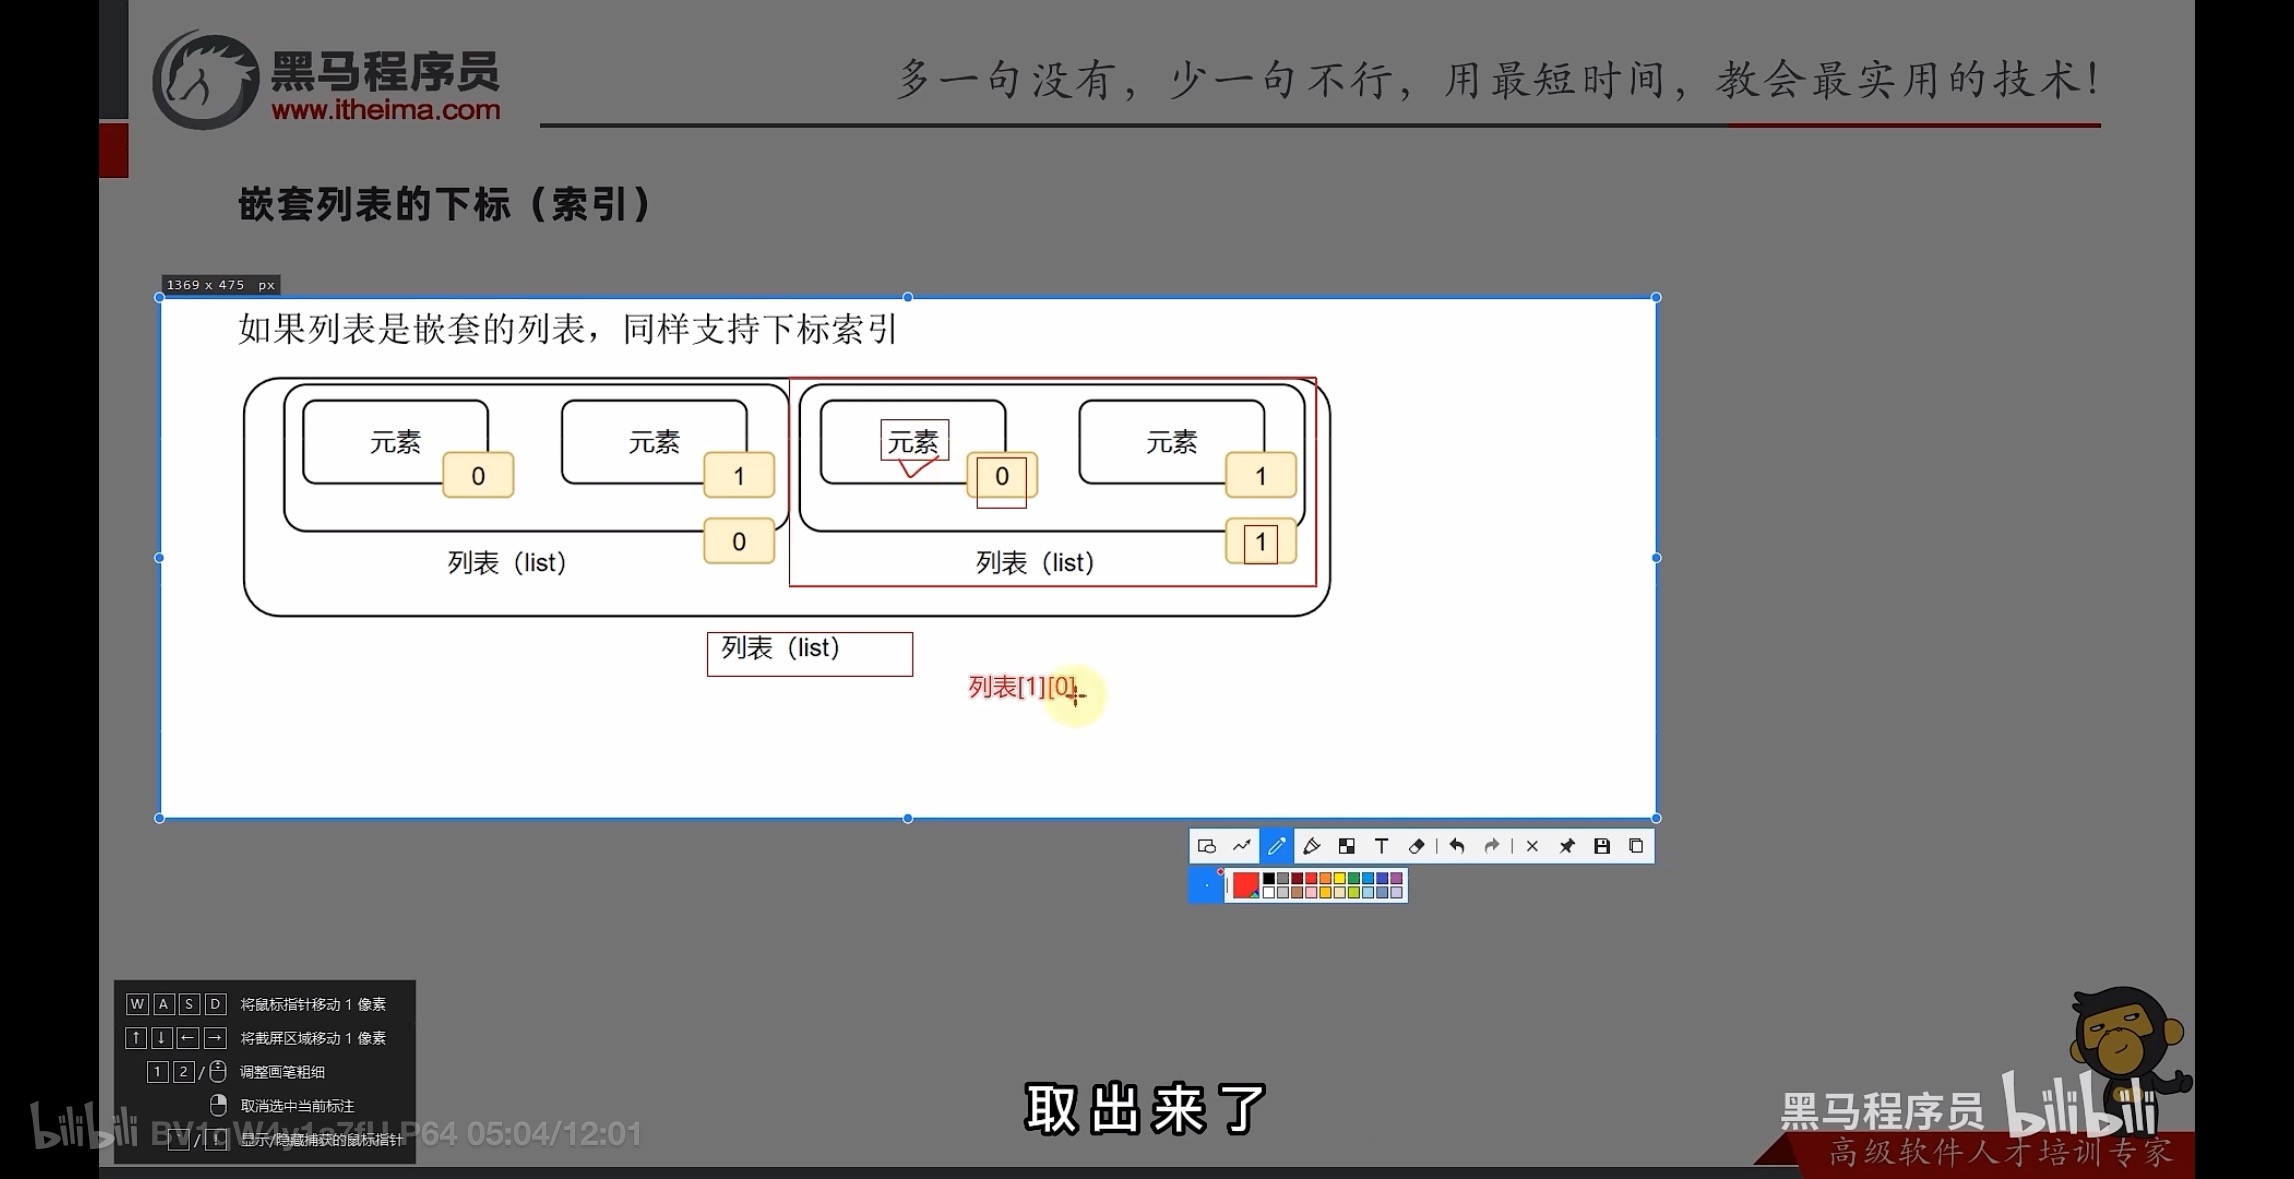 黑马程序员
www.itheima.com
多一句没有，少一句不行，用最短时间，教会最实用的技术！
嵌套列表的下标（索引）
1369 x 475 px
如果列表是嵌套的列表，同样支持下标索引
元素 元素 元素 元素
0 1 0 1
0 1
列表（list） 列表（list）
列表（list）
列表[1][0]
T
W A S D 将鼠标指针移动 1 像素
↑ ↓ ← → 将截屏区域移动 1 像素
1 2 / 调整画笔粗细
取消选中当前标注
显示/隐藏捕获的鼠标指针
bilibili
P64 05:04/12:01
取出来了
黑马程序员 bilibili
高级软件人才培训专家